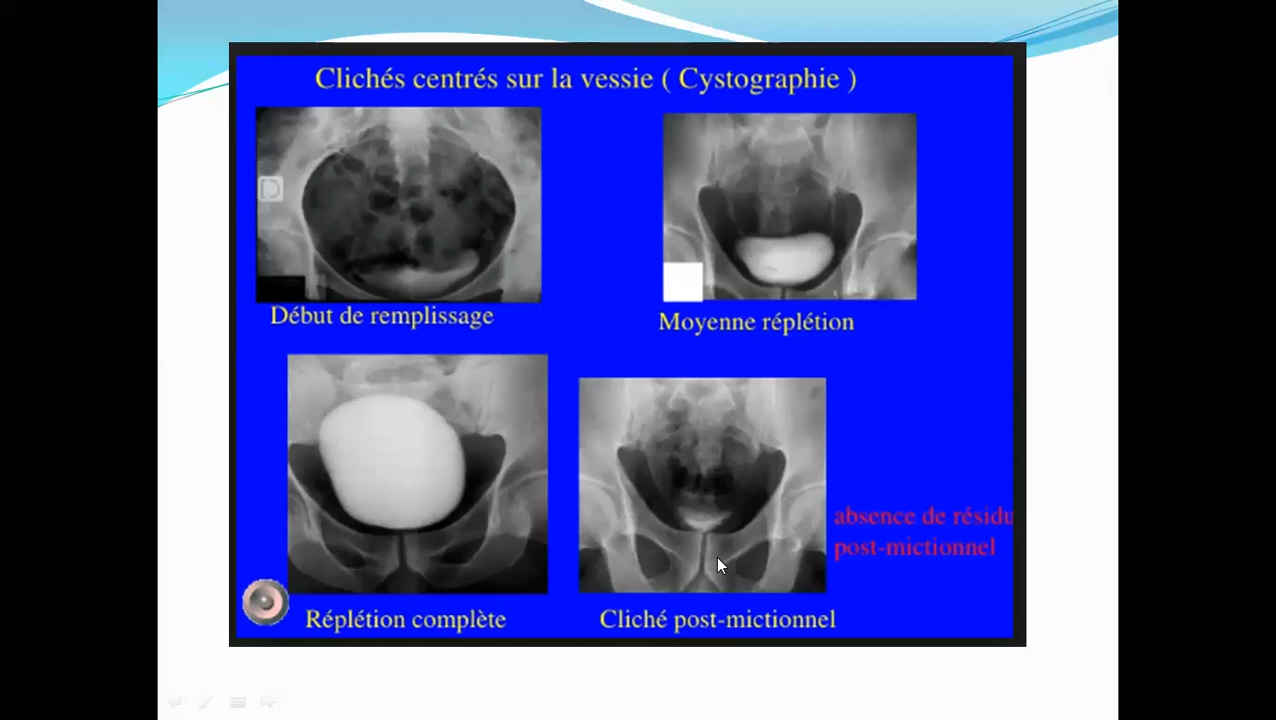 Clichés centrés sur la vessie ( Cystographie )
D
Début de remplissage
Moyenne réplétion
absence de résidu
post-mictionnel
Réplétion complète
Cliché post-mictionnel